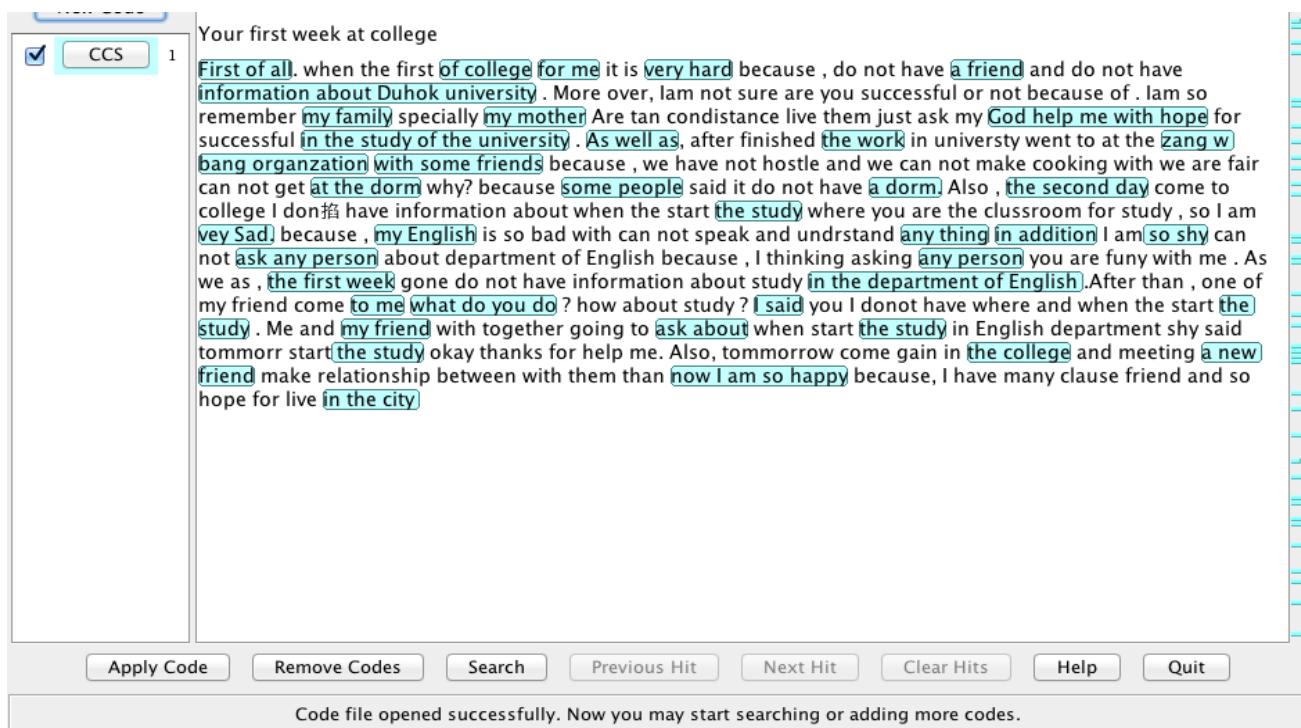 New Code
CCS 1
Your first week at college
First of all. when the first of college for me it is very hard because , do not have a friend and do not have
information about Duhok university . More over, Iam not sure are you successful or not because of . Iam so
remember my family specially my mother Are tan condistance live them just ask my God help me with hope for
successful in the study of the university . As well as, after finished the work in universty went to at the zang w
bang organzation with some friends because , we have not hostle and we can not make cooking with we are fair
can not get at the dorm why? because some people said it do not have a dorm. Also , the second day come to
college I don掐 have information about when the start the study where you are the clussroom for study , so I am
vey Sad. because , my English is so bad with can not speak and undrstand any thing in addition I am so shy can
not ask any person about department of English because , I thinking asking any person you are funy with me . As
we as , the first week gone do not have information about study in the department of English .After than , one of
my friend come to me what do you do ? how about study ? I said you I donot have where and when the start the
study . Me and my friend with together going to ask about when start the study in English department shy said
tommorr start the study okay thanks for help me. Also, tommorrow come gain in the college and meeting a new
friend make relationship between with them than now I am so happy because, I have many clause friend and so
hope for live in the city
Apply Code Remove Codes Search Previous Hit Next Hit Clear Hits Help Quit
Code file opened successfully. Now you may start searching or adding more codes.